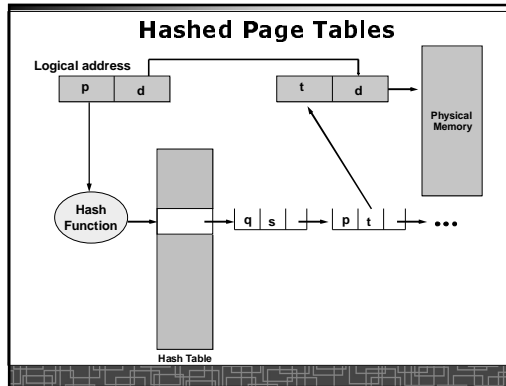 Hashed Page Tables
Logical address
p d
t d
Physical
Memory
Hash
Function
q s
p t
...
Hash Table